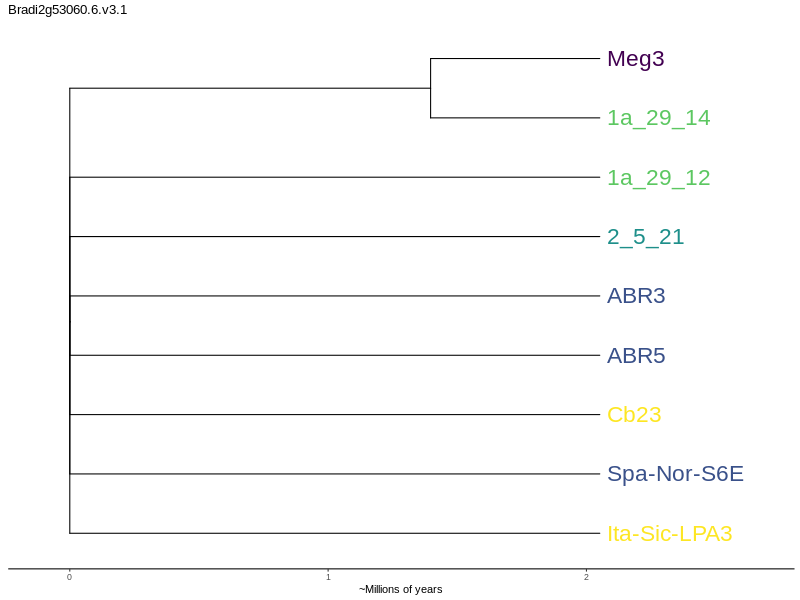 Bradi2g53060.6.v3.1
Meg3
1a_29_14
1a_29_12
2_5_21
ABR3
ABR5
Cb23
Spa-Nor-S6E
Ita-Sic-LPA3
0 1 2
~Millions of years